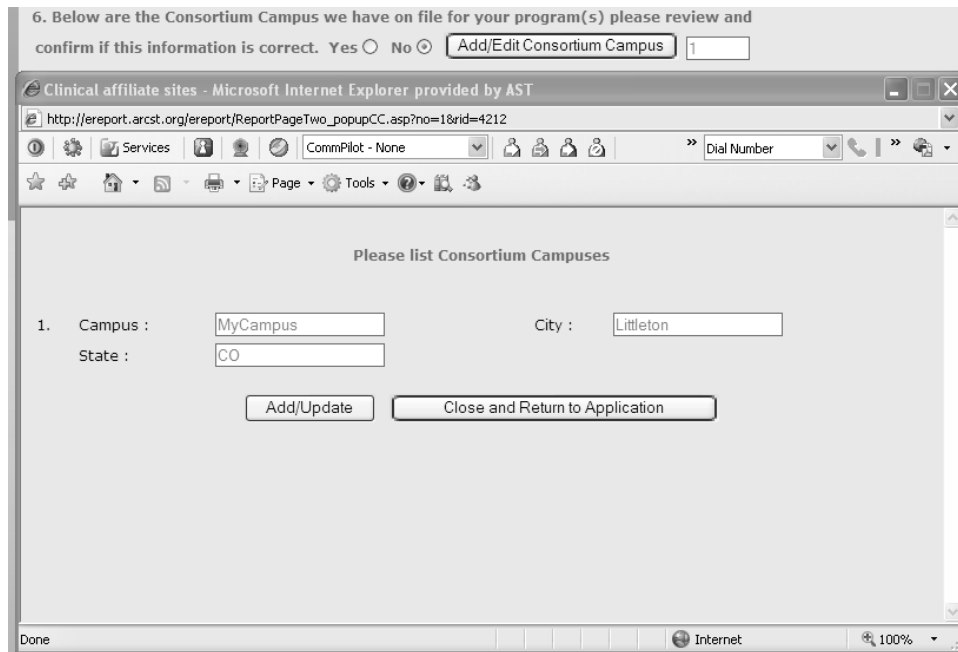 6. Below are the Consortium Campus we have on file for your program(s) please review and
confirm if this information is correct. Yes No Add/Edit Consortium Campus 1
Clinical affiliate sites - Microsoft Internet Explorer provided by AST
http://ereport.arcst.org/ereport/ReportPageTwo_popupCC.asp?no=1&rid=4212
Services CommPilot - None » Dial Number »
Page Tools
Please list Consortium Campuses
1. Campus : MyCampus City : Littleton
State : CO
Add/Update Close and Return to Application
Done Internet 100%